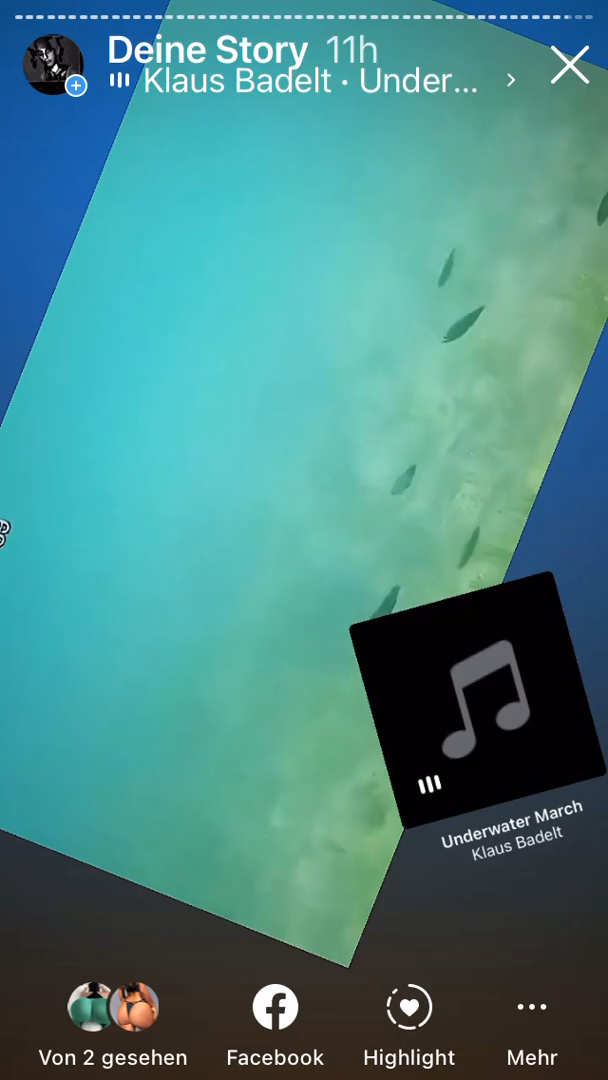 Deine Story 11h
Klaus Badelt · Under...
Underwater March
Klaus Badelt
Von 2 gesehen
Facebook
Highlight
Mehr